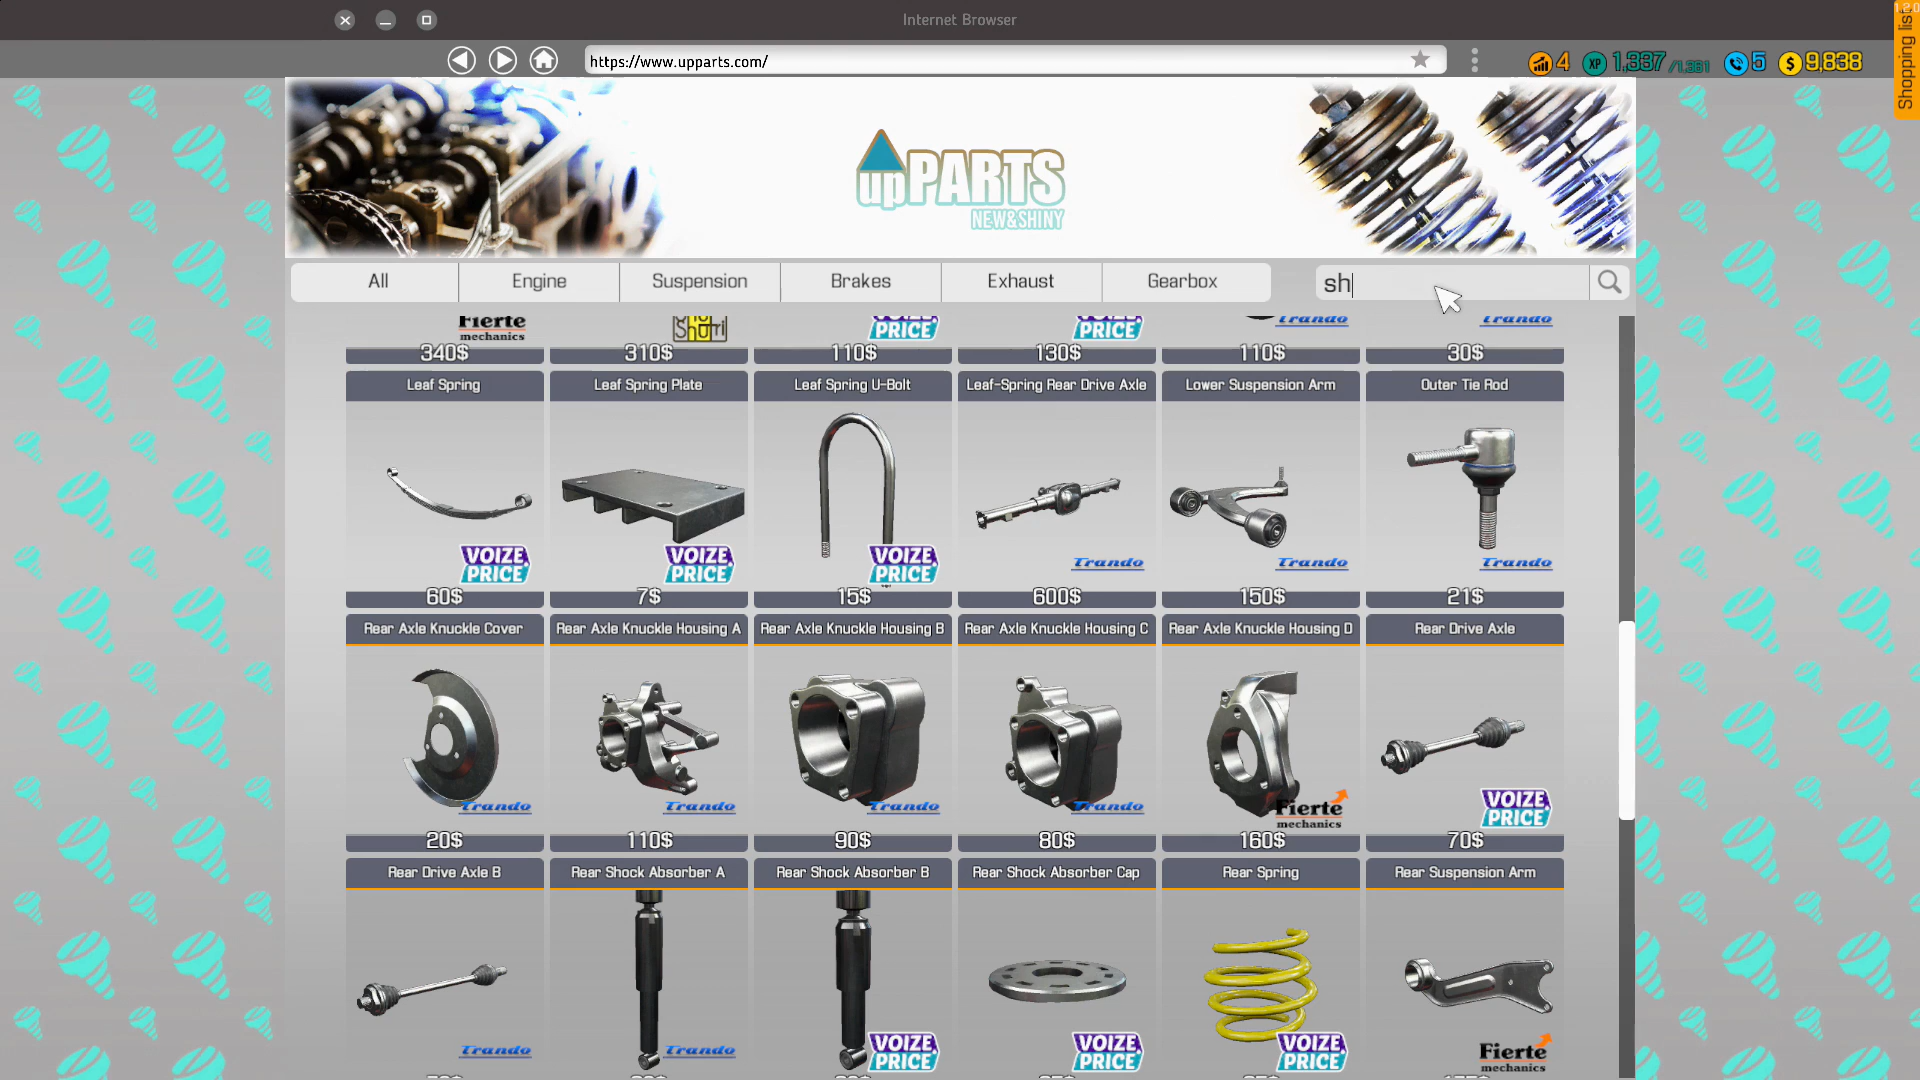 Internet Browser
1.2.0
Shopping list
https://www.upparts.com/
4
XP
1,337/1,381
5
$
9,838
upPARTS
NEW&SHINY
All
Engine
Suspension
Brakes
Exhaust
Gearbox
sh
Fierte
mechanics
Shutri
PRICE
PRICE
Trando
Trando
340$
310$
110$
130$
110$
30$
Leaf Spring
Leaf Spring Plate
Leaf Spring U-Bolt
Leaf-Spring Rear Drive Axle
Lower Suspension Arm
Outer Tie Rod
VOIZE
PRICE
VOIZE
PRICE
VOIZE
PRICE
Trando
Trando
Trando
60$
7$
15$
600$
150$
21$
Rear Axle Knuckle Cover
Rear Axle Knuckle Housing A
Rear Axle Knuckle Housing B
Rear Axle Knuckle Housing C
Rear Axle Knuckle Housing D
Rear Drive Axle
Trando
Trando
Trando
Trando
Fierte
mechanics
VOIZE
PRICE
20$
110$
90$
80$
160$
70$
Rear Drive Axle B
Rear Shock Absorber A
Rear Shock Absorber B
Rear Shock Absorber Cap
Rear Spring
Rear Suspension Arm
Trando
Trando
VOIZE
PRICE
VOIZE
PRICE
VOIZE
PRICE
Fierte
mechanics